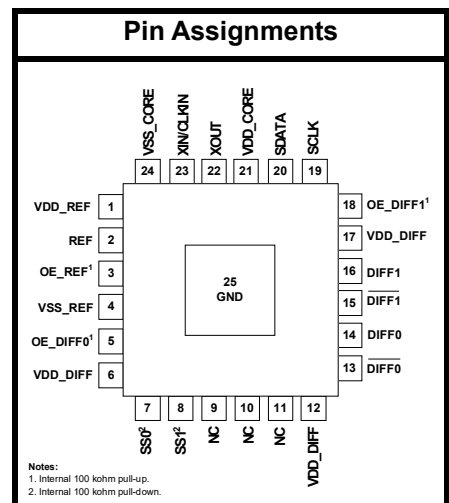 Pin Assignments
VSS_CORE
XIN/CLKIN
XOUT
VDD_CORE
SDATA
SCLK
24 23 22 21 20 19
VDD_REF 1
REF 2
OE_REF¹ 3
VSS_REF 4
OE_DIFF0¹ 5
VDD_DIFF 6
25
GND
18 OE_DIFF1¹
17 VDD_DIFF
16 DIFF1
15 D̅I̅F̅F̅1̅
14 DIFF0
13 D̅I̅F̅F̅0̅
7 8 9 10 11 12
SS0²
SS1²
NC
NC
NC
VDD_DIFF
Notes:
1. Internal 100 kohm pull-up.
2. Internal 100 kohm pull-down.